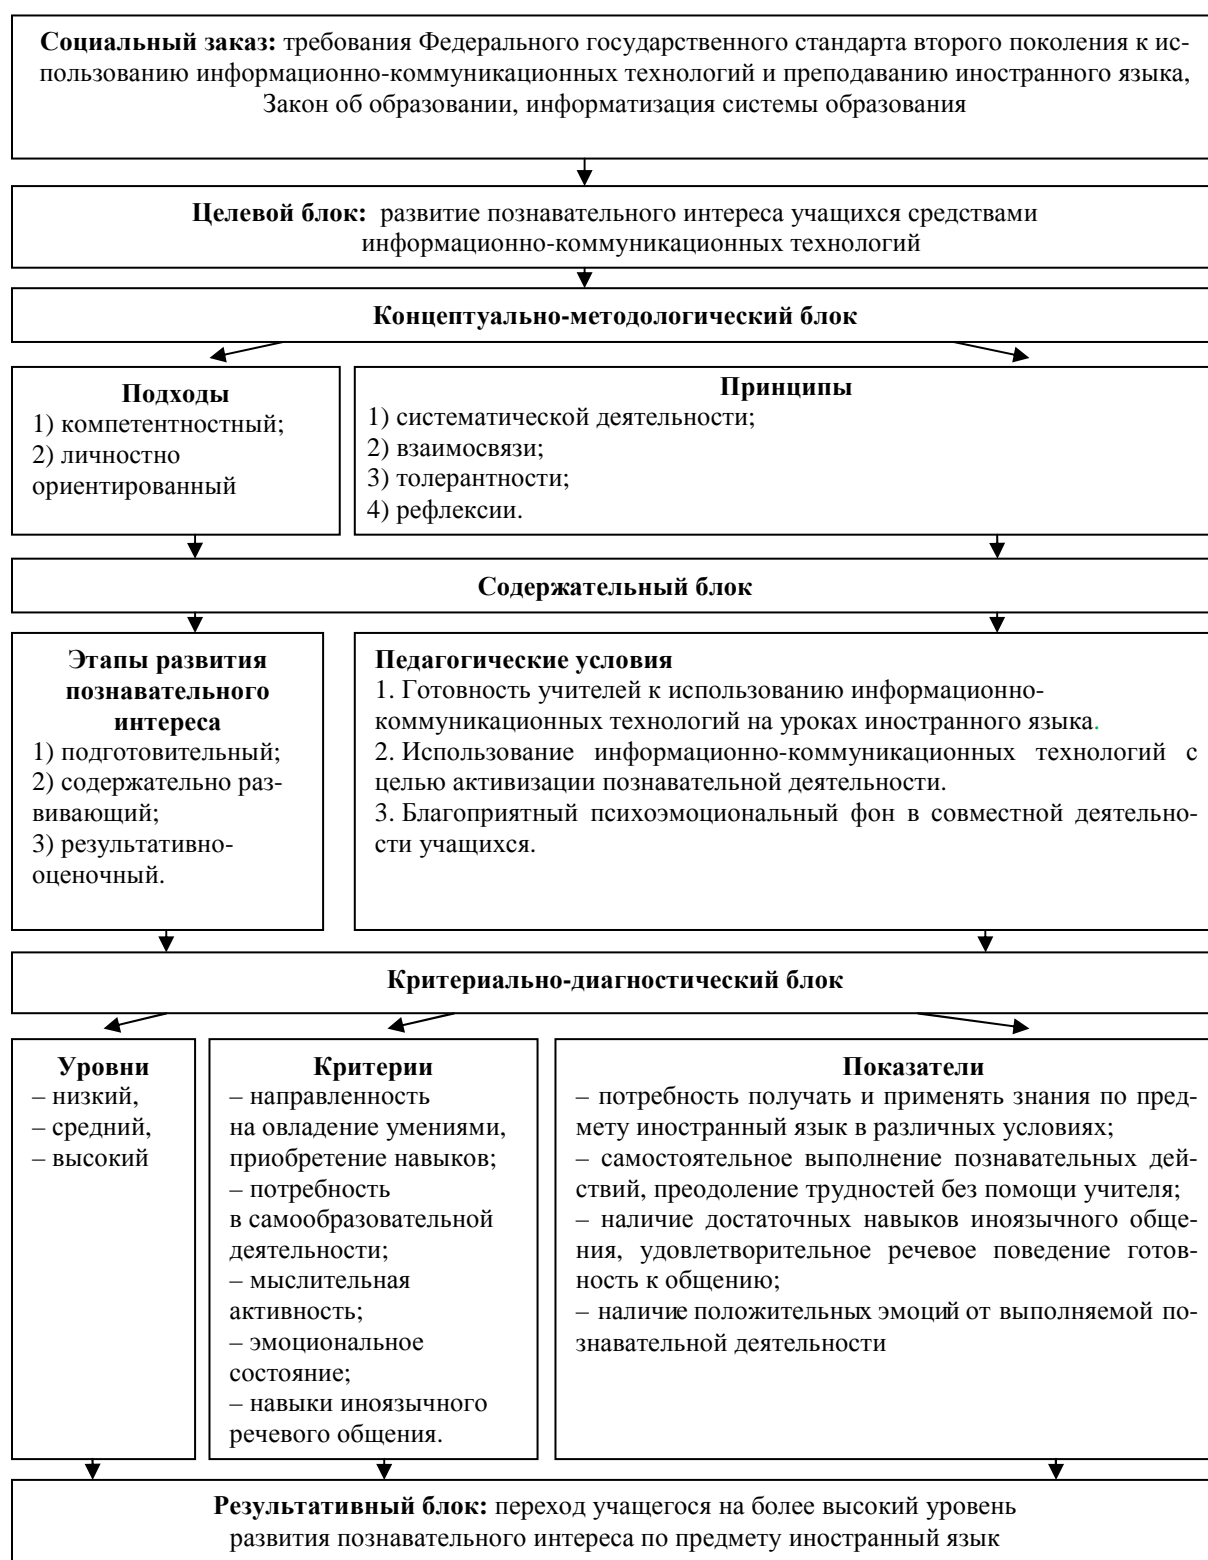 Социальный заказ: требования Федерального государственного стандарта второго поколения к ис-
пользованию информационно-коммуникационных технологий и преподаванию иностранного языка,
Закон об образовании, информатизация системы образования
Целевой блок: развитие познавательного интереса учащихся средствами
информационно-коммуникационных технологий
Концептуально-методологический блок
Подходы
1) компетентностный;
2) личностно
ориентированный
Принципы
1) систематической деятельности;
2) взаимосвязи;
3) толерантности;
4) рефлексии.
Содержательный блок
Этапы развития
познавательного
интереса
1) подготовительный;
2) содержательно раз-
вивающий;
3) результативно-
оценочный.
Педагогические условия
1. Готовность учителей к использованию информационно-
коммуникационных технологий на уроках иностранного языка.
2. Использование информационно-коммуникационных технологий с
целью активизации познавательной деятельности.
3. Благоприятный психоэмоциональный фон в совместной деятельно-
сти учащихся.
Критериально-диагностический блок
Уровни
– низкий,
– средний,
– высокий
Критерии
– направленность
на овладение умениями,
приобретение навыков;
– потребность
в самообразовательной
деятельности;
– мыслительная
активность;
– эмоциональное
состояние;
– навыки иноязычного
речевого общения.
Показатели
– потребность получать и применять знания по пред-
мету иностранный язык в различных условиях;
– самостоятельное выполнение познавательных дей-
ствий, преодоление трудностей без помощи учителя;
– наличие достаточных навыков иноязычного обще-
ния, удовлетворительное речевое поведение готов-
ность к общению;
– наличие положительных эмоций от выполняемой по-
знавательной деятельности
Результативный блок: переход учащегося на более высокий уровень
развития познавательного интереса по предмету иностранный язык